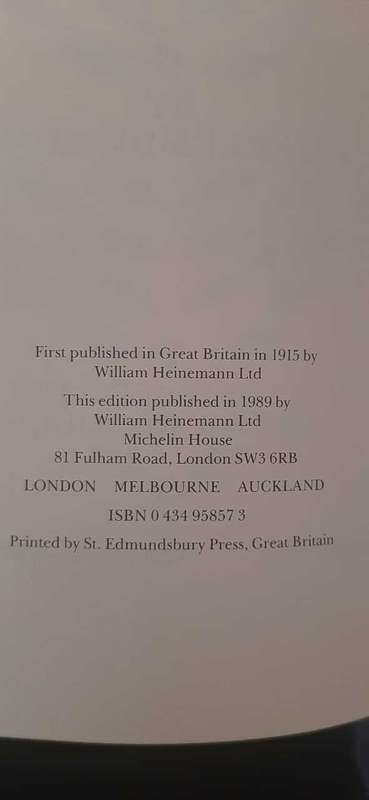 First published in Great Britain in 1915 by
William Heinemann Ltd
This edition published in 1989 by
William Heinemann Ltd
Michelin House
81 Fulham Road, London SW3 6RB
LONDON MELBOURNE AUCKLAND
ISBN 0 434 95857 3
Printed by St. Edmundsbury Press, Great Britain